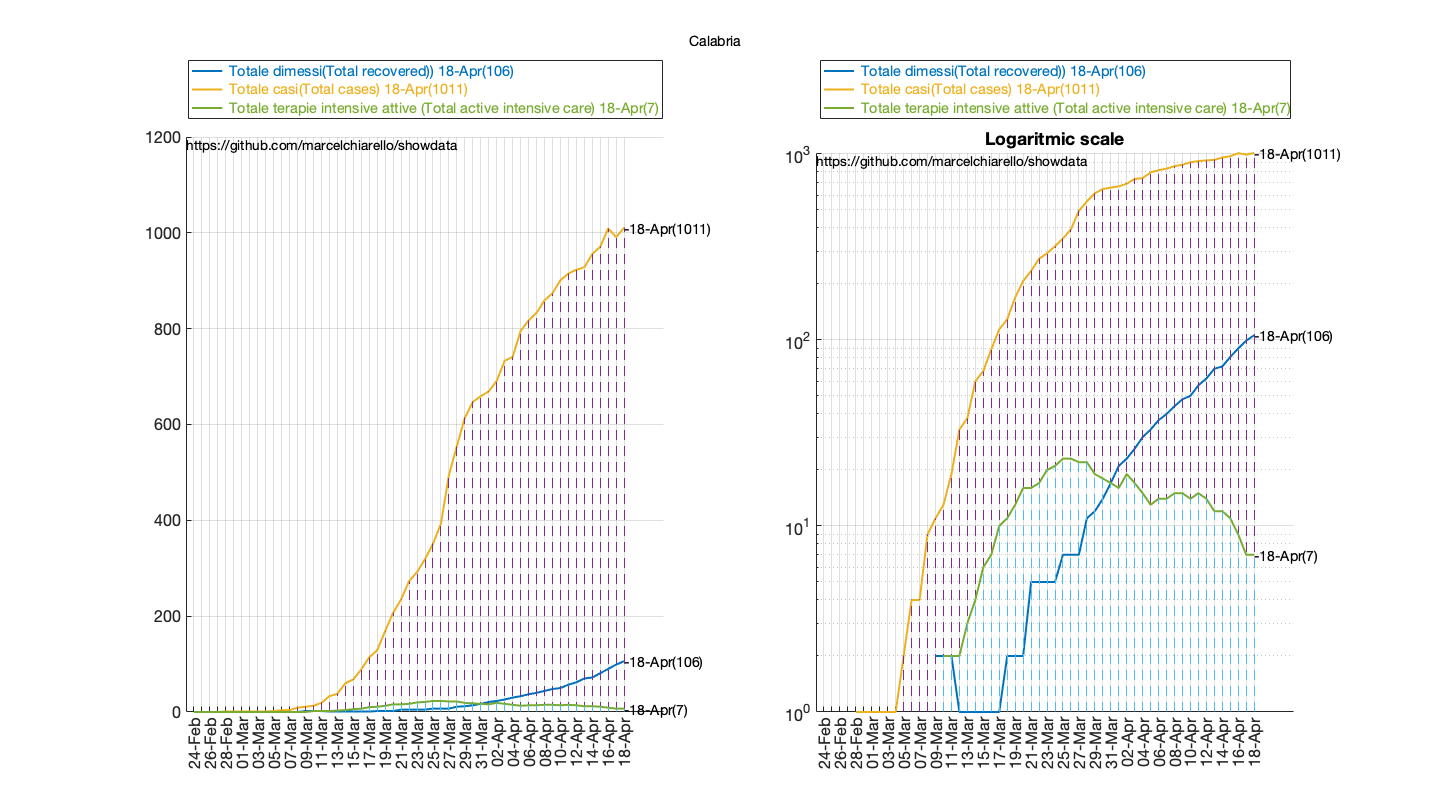 Calabria
Totale dimessi(Total recovered)) 18-Apr(106)
Totale casi(Total cases) 18-Apr(1011)
Totale terapie intensive attive (Total active intensive care) 18-Apr(7)
https://github.com/marcelchiarello/showdata
1200
1000
800
600
400
200
0
18-Apr(1011)
18-Apr(106)
18-Apr(7)
24-Feb
26-Feb
28-Feb
01-Mar
03-Mar
05-Mar
07-Mar
09-Mar
11-Mar
13-Mar
15-Mar
17-Mar
19-Mar
21-Mar
23-Mar
25-Mar
27-Mar
29-Mar
31-Mar
02-Apr
04-Apr
06-Apr
08-Apr
10-Apr
12-Apr
14-Apr
16-Apr
18-Apr
Totale dimessi(Total recovered)) 18-Apr(106)
Totale casi(Total cases) 18-Apr(1011)
Totale terapie intensive attive (Total active intensive care) 18-Apr(7)
Logaritmic scale
https://github.com/marcelchiarello/showdata
10^3
10^2
10^1
10^0
18-Apr(1011)
18-Apr(106)
18-Apr(7)
24-Feb
26-Feb
28-Feb
01-Mar
03-Mar
05-Mar
07-Mar
09-Mar
11-Mar
13-Mar
15-Mar
17-Mar
19-Mar
21-Mar
23-Mar
25-Mar
27-Mar
29-Mar
31-Mar
02-Apr
04-Apr
06-Apr
08-Apr
10-Apr
12-Apr
14-Apr
16-Apr
18-Apr